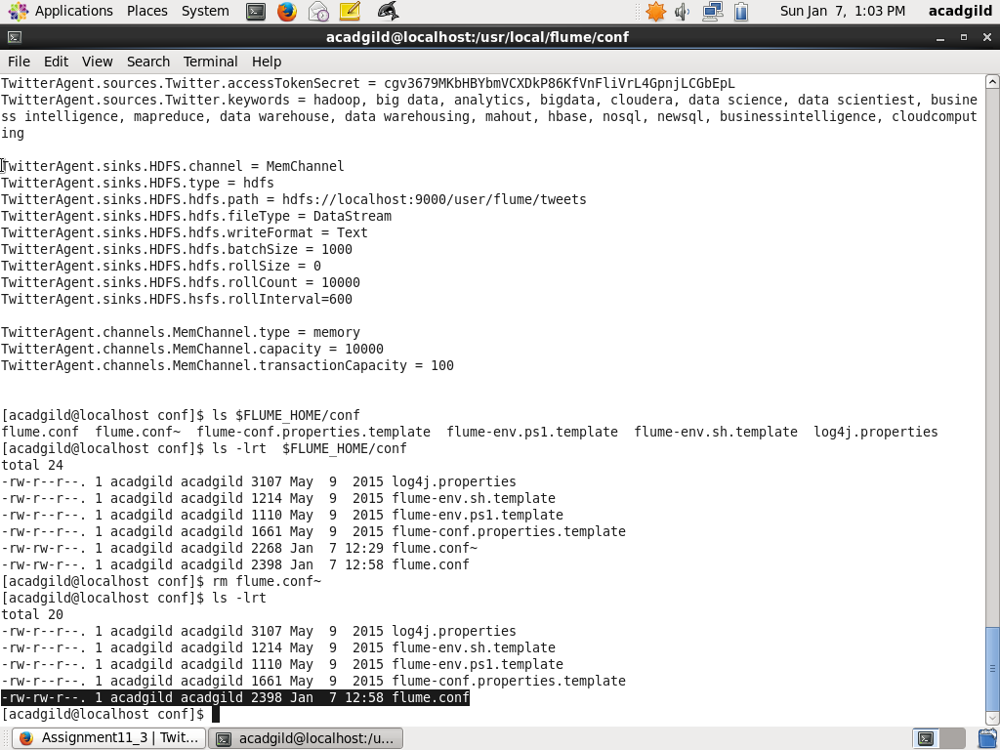 Applications Places System Sun Jan 7, 1:03 PM acadgild
acadgild@localhost:/usr/local/flume/conf
File Edit View Search Terminal Help
TwitterAgent.sources.Twitter.accessTokenSecret = cgv3679MKbHBYbmVCXDkP86KfVnFliVrL4GpnjLCGbEpL
TwitterAgent.sources.Twitter.keywords = hadoop, big data, analytics, bigdata, cloudera, data science, data scientiest, busine
ss intelligence, mapreduce, data warehouse, data warehousing, mahout, hbase, nosql, newsql, businessintelligence, cloudcomput
ing
TwitterAgent.sinks.HDFS.channel = MemChannel
TwitterAgent.sinks.HDFS.type = hdfs
TwitterAgent.sinks.HDFS.hdfs.path = hdfs://localhost:9000/user/flume/tweets
TwitterAgent.sinks.HDFS.hdfs.fileType = DataStream
TwitterAgent.sinks.HDFS.hdfs.writeFormat = Text
TwitterAgent.sinks.HDFS.hdfs.batchSize = 1000
TwitterAgent.sinks.HDFS.hdfs.rollSize = 0
TwitterAgent.sinks.HDFS.hdfs.rollCount = 10000
TwitterAgent.sinks.HDFS.hsfs.rollInterval=600
TwitterAgent.channels.MemChannel.type = memory
TwitterAgent.channels.MemChannel.capacity = 10000
TwitterAgent.channels.MemChannel.transactionCapacity = 100
[acadgild@localhost conf]$ ls $FLUME_HOME/conf
flume.conf  flume.conf~  flume-conf.properties.template  flume-env.ps1.template  flume-env.sh.template  log4j.properties
[acadgild@localhost conf]$ ls -lrt  $FLUME_HOME/conf
total 24
-rw-r--r--. 1 acadgild acadgild 3107 May  9  2015 log4j.properties
-rw-r--r--. 1 acadgild acadgild 1214 May  9  2015 flume-env.sh.template
-rw-r--r--. 1 acadgild acadgild 1110 May  9  2015 flume-env.ps1.template
-rw-r--r--. 1 acadgild acadgild 1661 May  9  2015 flume-conf.properties.template
-rw-rw-r--. 1 acadgild acadgild 2268 Jan  7 12:29 flume.conf~
-rw-rw-r--. 1 acadgild acadgild 2398 Jan  7 12:58 flume.conf
[acadgild@localhost conf]$ rm flume.conf~
[acadgild@localhost conf]$ ls -lrt
total 20
-rw-r--r--. 1 acadgild acadgild 3107 May  9  2015 log4j.properties
-rw-r--r--. 1 acadgild acadgild 1214 May  9  2015 flume-env.sh.template
-rw-r--r--. 1 acadgild acadgild 1110 May  9  2015 flume-env.ps1.template
-rw-r--r--. 1 acadgild acadgild 1661 May  9  2015 flume-conf.properties.template
-rw-rw-r--. 1 acadgild acadgild 2398 Jan  7 12:58 flume.conf
[acadgild@localhost conf]$
Assignment11_3 | Twit... acadgild@localhost:/u...